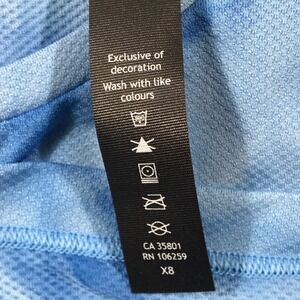 Exclusive of
decoration
Wash with like
colours
CA 35801
RN 106259
X8